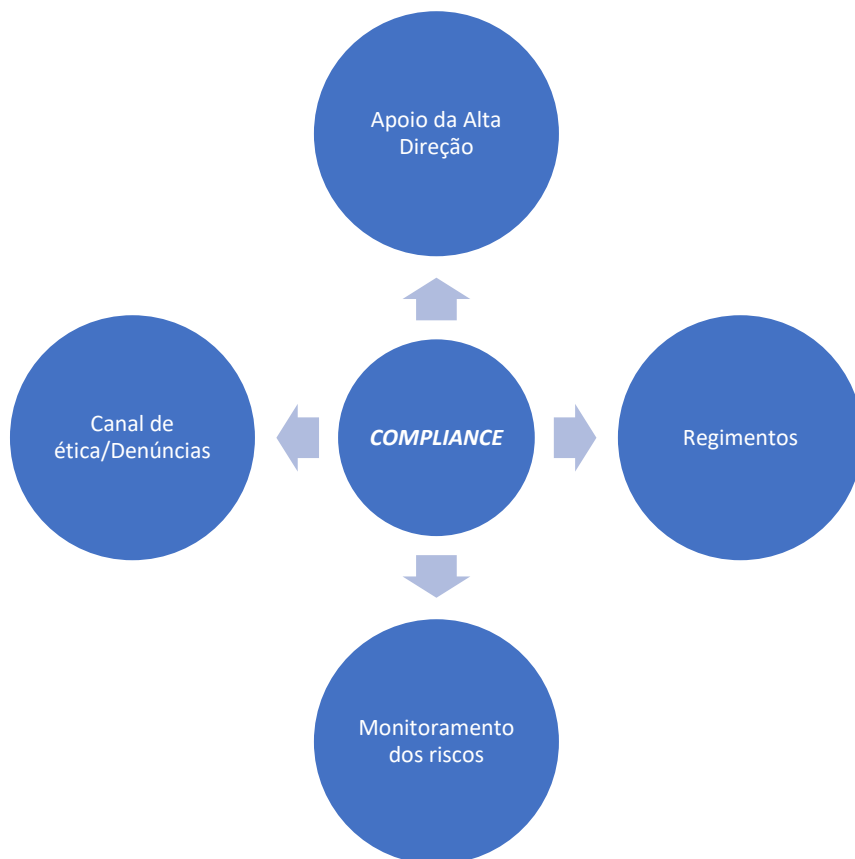 Apoio da Alta
Direção
Canal de
ética/Denúncias
COMPLIANCE
Regimentos
Monitoramento
dos riscos